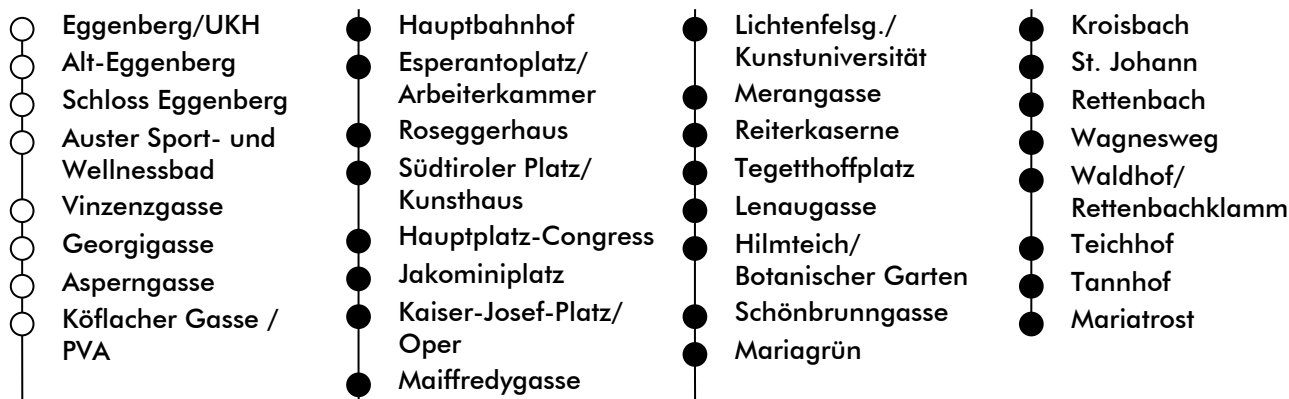 Eggenberg/UKH
Alt-Eggenberg
Schloss Eggenberg
Auster Sport- und
Wellnessbad
Vinzenzgasse
Georgigasse
Asperngasse
Köflacher Gasse /
PVA
Hauptbahnhof
Esperantoplatz/
Arbeiterkammer
Roseggerhaus
Südtiroler Platz/
Kunsthaus
Hauptplatz-Congress
Jakominiplatz
Kaiser-Josef-Platz/
Oper
Maiffredygasse
Lichtenfelsg./
Kunstuniversität
Merangasse
Reiterkaserne
Tegetthoffplatz
Lenaugasse
Hilmteich/
Botanischer Garten
Schönbrunngasse
Mariagrün
Kroisbach
St. Johann
Rettenbach
Wagnesweg
Waldhof/
Rettenbachklamm
Teichhof
Tannhof
Mariatrost